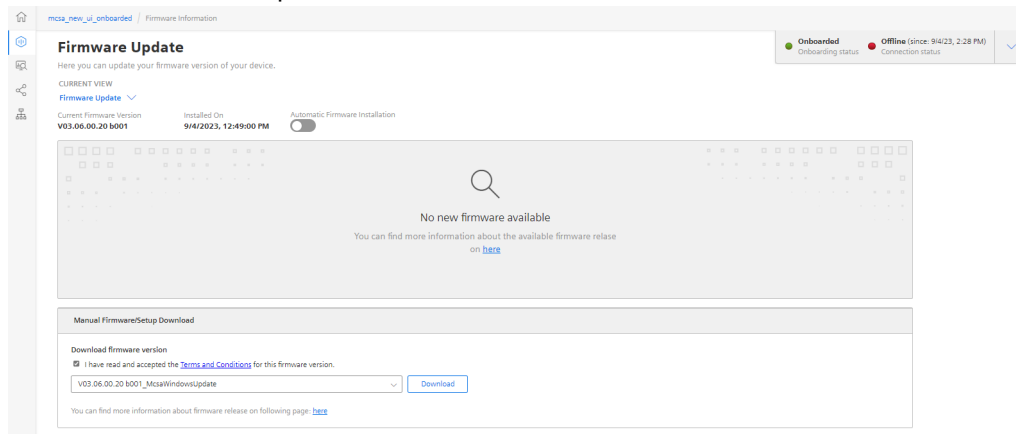 mcsa_new_ui_onboarded / Firmware Information
Firmware Update
Here you can update your firmware version of your device.
Onboarded
Onboarding status
Offline (since: 9/4/23, 2:28 PM)
Connection status
CURRENT VIEW
Firmware Update
Current Firmware Version
V03.06.00.20 b001
Installed On
9/4/2023, 12:49:00 PM
Automatic Firmware Installation
No new firmware available
You can find more information about the available firmware relase
on here
Manual Firmware/Setup Download
Download firmware version
I have read and accepted the Terms and Conditions for this firmware version.
V03.06.00.20 b001_McsaWindowsUpdate
Download
You can find more information about firmware release on following page: here